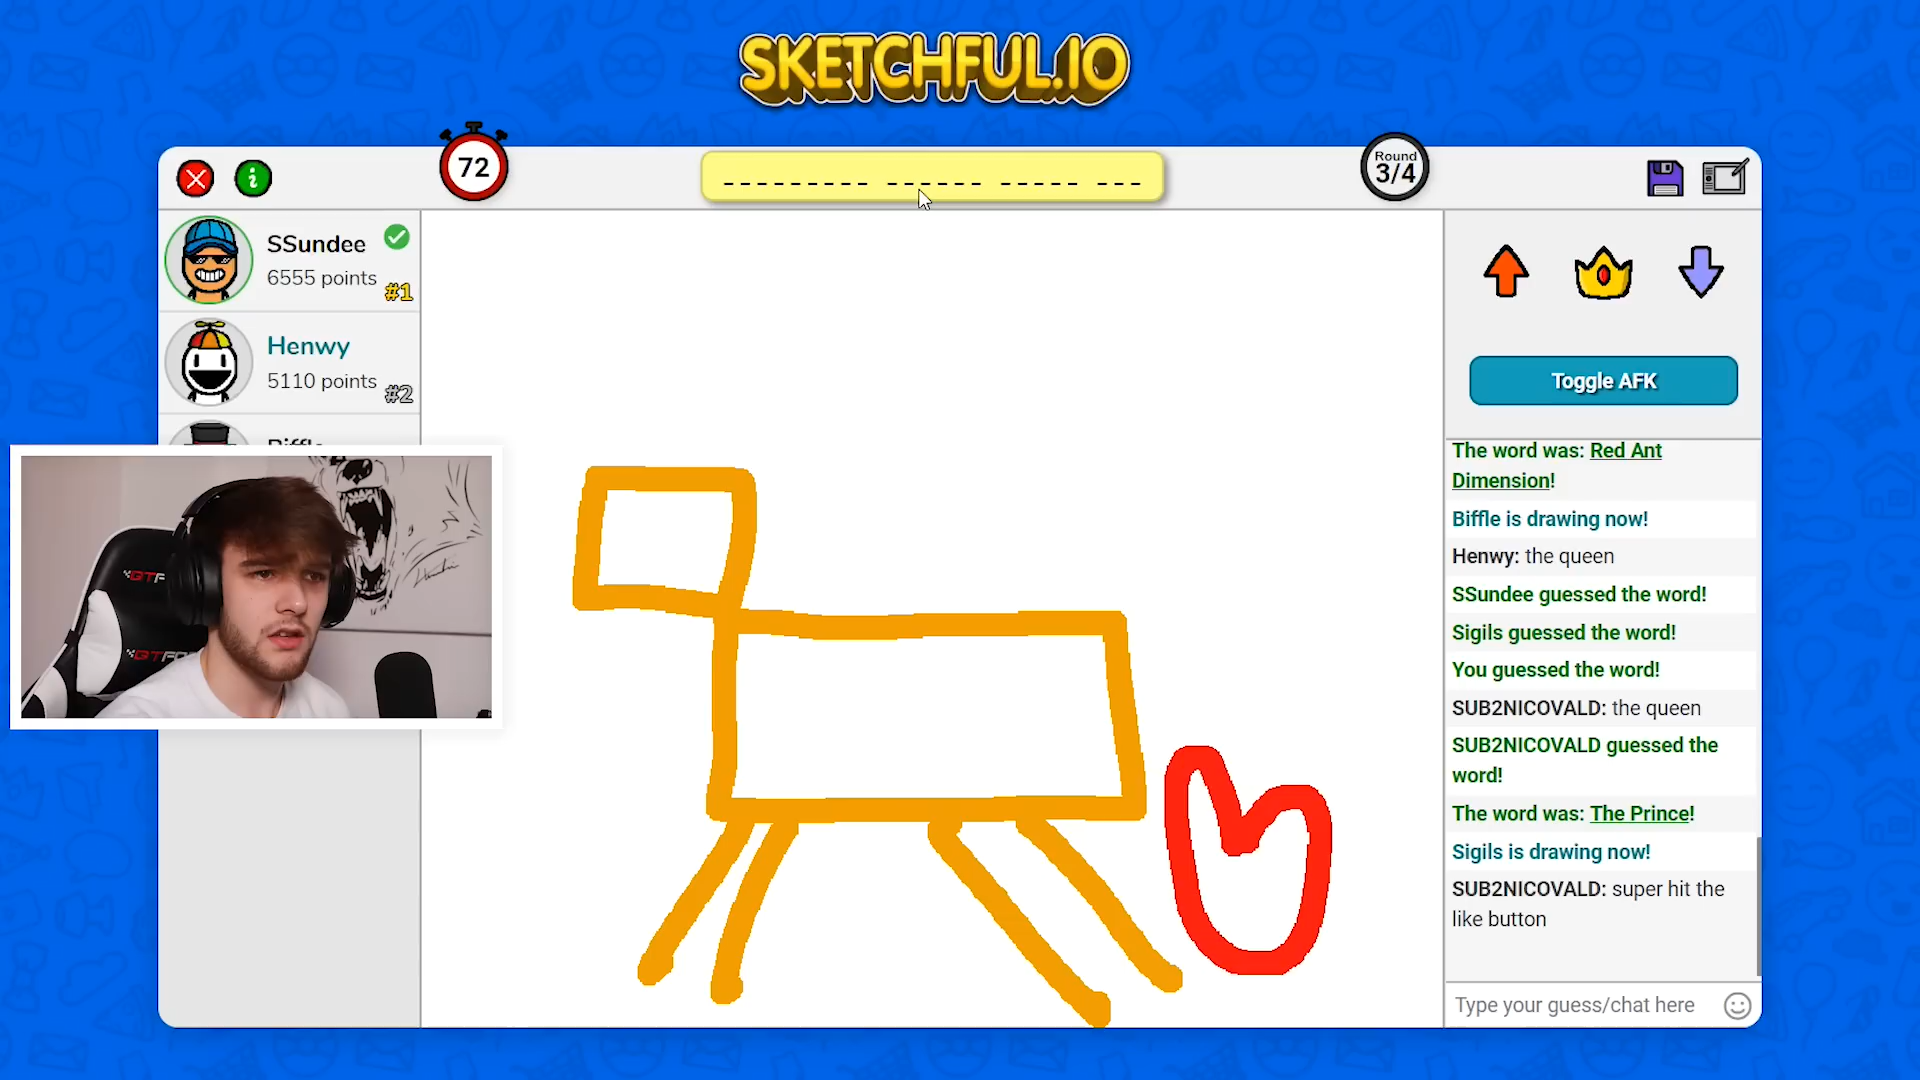 SKETCHFUL.IO
72
Round
3/4
SSundee
6555 points
#1
Henwy
5110 points
#2
Biffle
Toggle AFK
The word was: Red Ant
Dimension!
Biffle is drawing now!
Henwy: the queen
SSundee guessed the word!
Sigils guessed the word!
You guessed the word!
SUB2NICOVALD: the queen
SUB2NICOVALD guessed the
word!
The word was: The Prince!
Sigils is drawing now!
SUB2NICOVALD: super hit the
like button
Type your guess/chat here